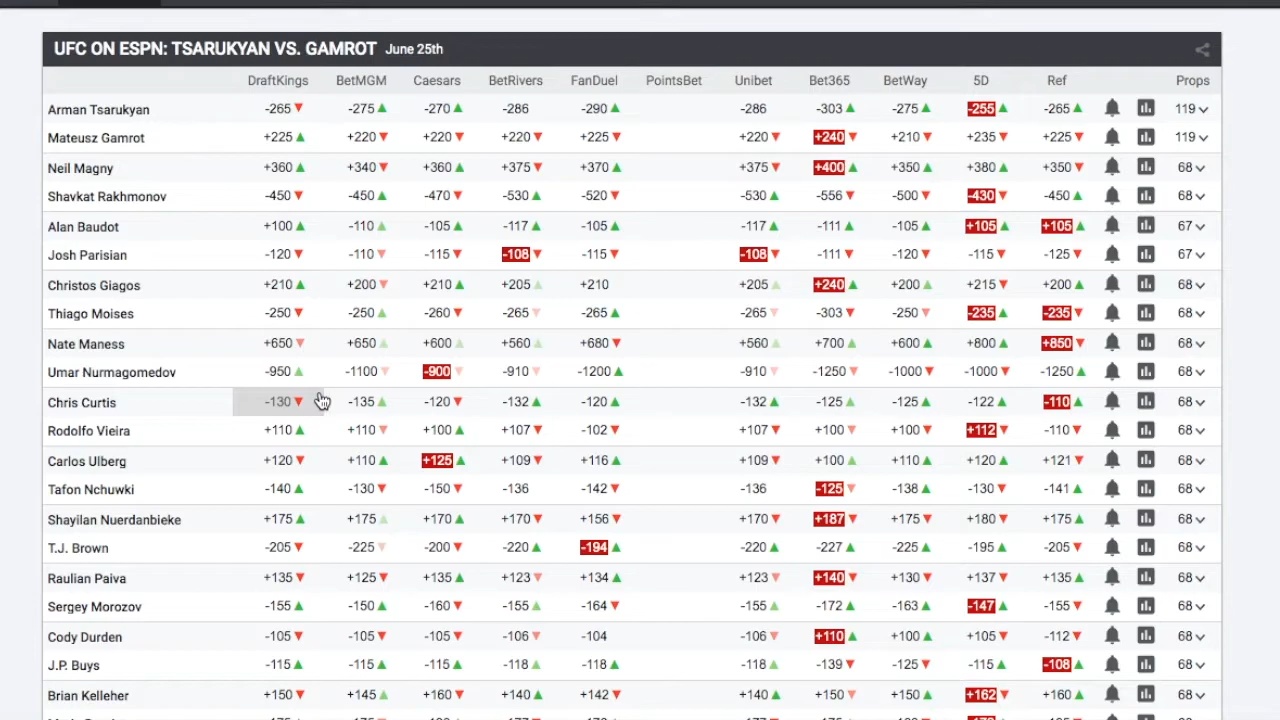 UFC ON ESPN: TSARUKYAN VS. GAMROT June 25th
DraftKings BetMGM Caesars BetRivers FanDuel PointsBet Unibet Bet365 BetWay 5D Ref Props
Arman Tsarukyan -265 -275 -270 -286 -290 -286 -303 -275 -255 -265 119
Mateusz Gamrot +225 +220 +220 +220 +225 +220 +240 +210 +235 +225 119
Neil Magny +360 +340 +360 +375 +370 +375 +400 +350 +380 +350 68
Shavkat Rakhmonov -450 -450 -470 -530 -520 -530 -556 -500 -430 -450 68
Alan Baudot +100 -110 -105 -117 -105 -117 -111 -105 +105 +105 67
Josh Parisian -120 -110 -115 -108 -115 -108 -111 -120 -115 -125 67
Christos Giagos +210 +200 +210 +205 +210 +205 +240 +200 +215 +200 68
Thiago Moises -250 -250 -260 -265 -265 -265 -303 -250 -235 -235 68
Nate Maness +650 +650 +600 +560 +680 +560 +700 +600 +800 +850 68
Umar Nurmagomedov -950 -1100 -900 -910 -1200 -910 -1250 -1000 -1000 -1250 68
Chris Curtis -130 -135 -120 -132 -120 -132 -125 -125 -122 -110 68
Rodolfo Vieira +110 +110 +100 +107 -102 +107 +100 +100 +112 -110 68
Carlos Ulberg +120 +110 +125 +109 +116 +109 +100 +110 +120 +121 68
Tafon Nchuwki -140 -130 -150 -136 -142 -136 -125 -138 -130 -141 68
Shayilan Nuerdanbieke +175 +175 +170 +170 +156 +170 +187 +175 +180 +175 68
T.J. Brown -205 -225 -200 -220 -194 -220 -227 -225 -195 -205 68
Raulian Paiva +135 +125 +135 +123 +134 +123 +140 +130 +137 +135 68
Sergey Morozov -155 -150 -160 -155 -164 -155 -172 -163 -147 -155 68
Cody Durden -105 -105 -105 -106 -104 -106 +110 +100 +105 -112 68
J.P. Buys -115 -115 -115 -118 -118 -118 -139 -125 -115 -108 68
Brian Kelleher +150 +145 +160 +140 +142 +140 +150 +150 +162 +160 68